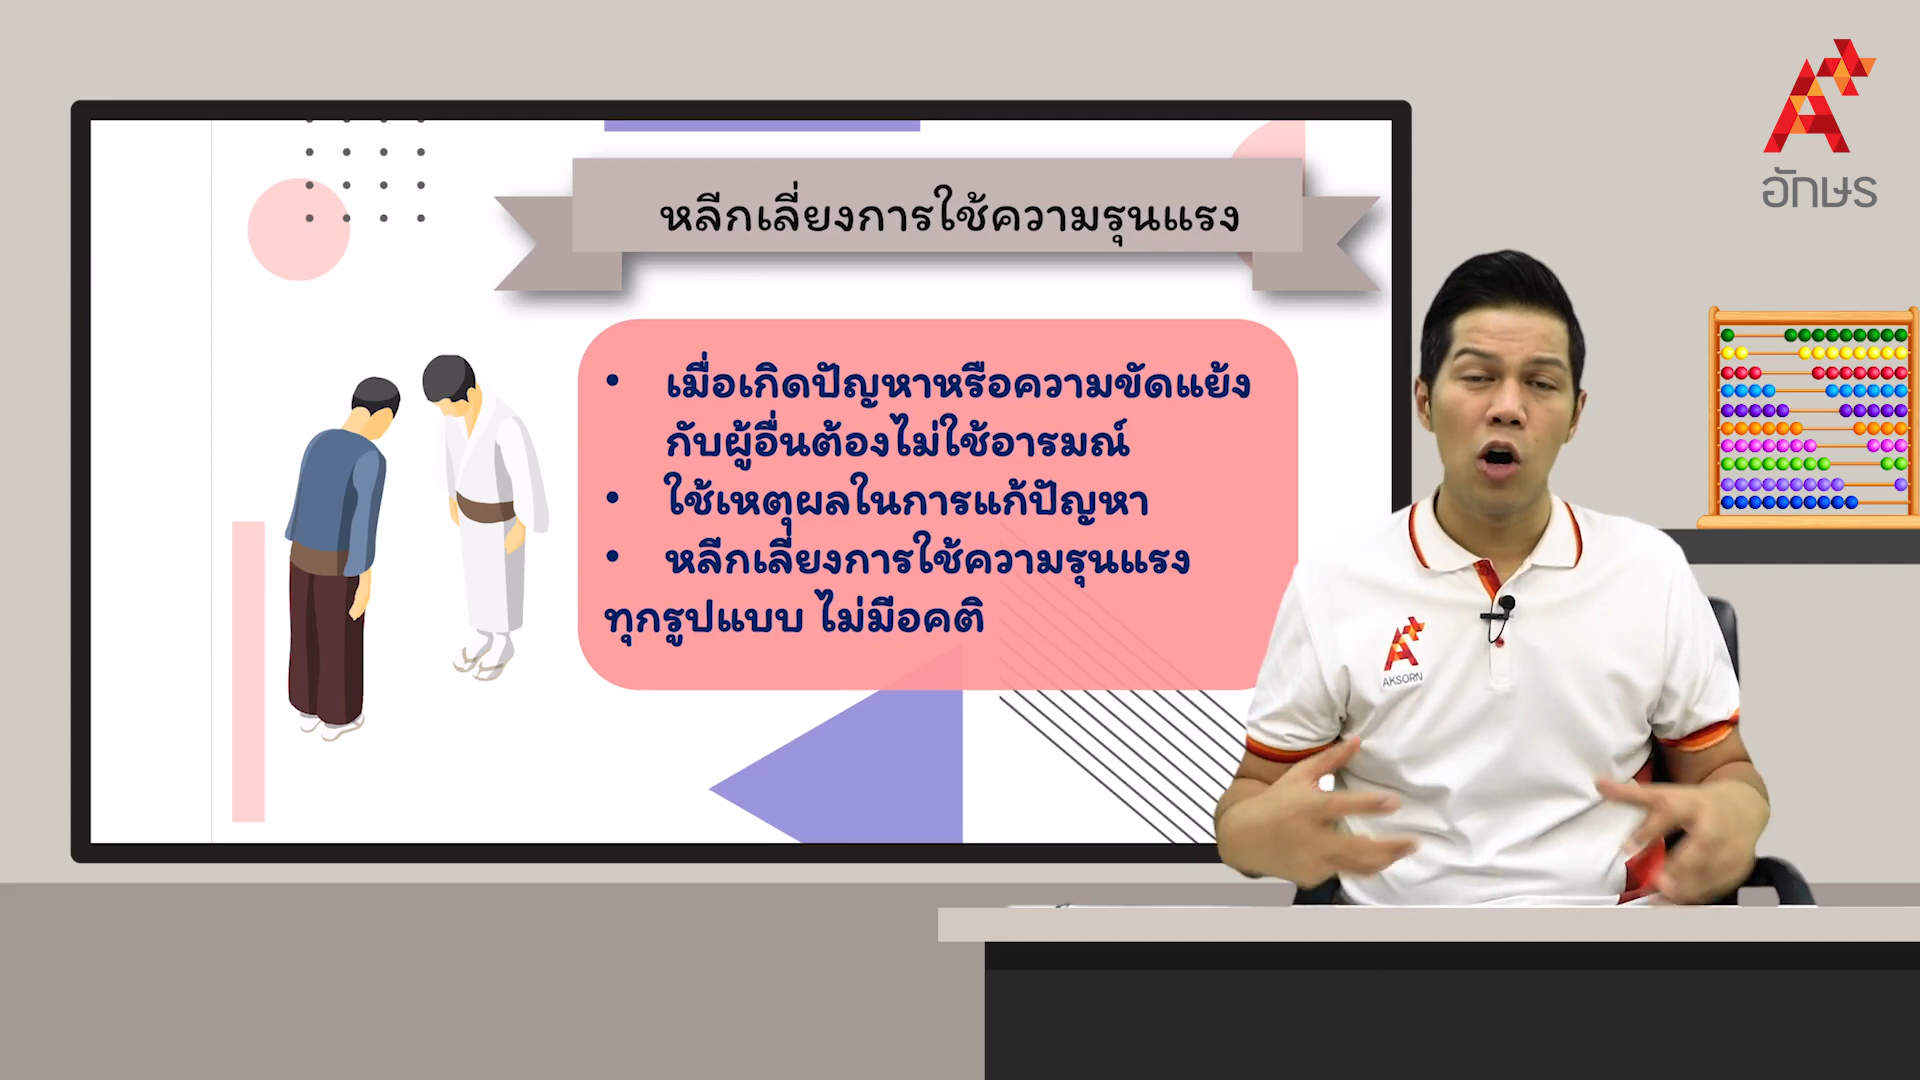 อักษร
หลีกเลี่ยงการใช้ความรุนแรง
• เมื่อเกิดปัญหาหรือความขัดแย้ง
กับผู้อื่นต้องไม่ใช้อารมณ์
• ใช้เหตุผลในการแก้ปัญหา
• หลีกเลี่ยงการใช้ความรุนแรง
ทุกรูปแบบ ไม่มีอคติ
AKSORN